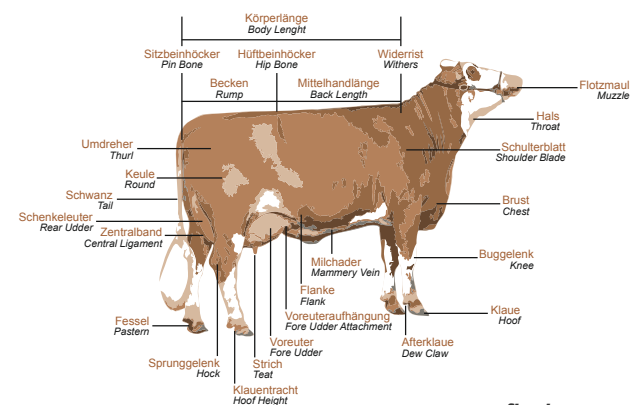 Körperlänge
Body Lenght
Sitzbeinhöcker
Pin Bone
Hüftbeinhöcker
Hip Bone
Widerrist
Withers
Becken
Rump
Mittelhandlänge
Back Length
Flotzmaul
Muzzle
Hals
Throat
Umdreher
Thurl
Schulterblatt
Shoulder Blade
Keule
Round
Schwanz
Tail
Brust
Chest
Schenkeleuter
Rear Udder
Zentralband
Central Ligament
Buggelenk
Knee
Milchader
Mammery Vein
Flanke
Flank
Klaue
Hoof
Voreuteraufhängung
Fore Udder Attachment
Fessel
Pastern
Voreuter
Fore Udder
Afterklaue
Dew Claw
Sprunggelenk
Hock
Strich
Teat
Klauentracht
Hoof Height